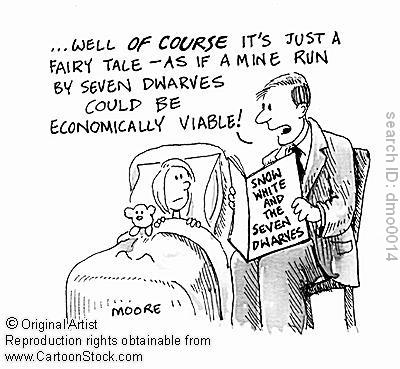 ...WELL OF COURSE IT'S JUST A
FAIRY TALE - AS IF A MINE RUN
BY SEVEN DWARVES
COULD BE
ECONOMICALLY VIABLE!
SNOW
WHITE
AND
THE
SEVEN
DWARVES
MOORE
search ID: dmo0014
© Original Artist
Reproduction rights obtainable from
www.CartoonStock.com